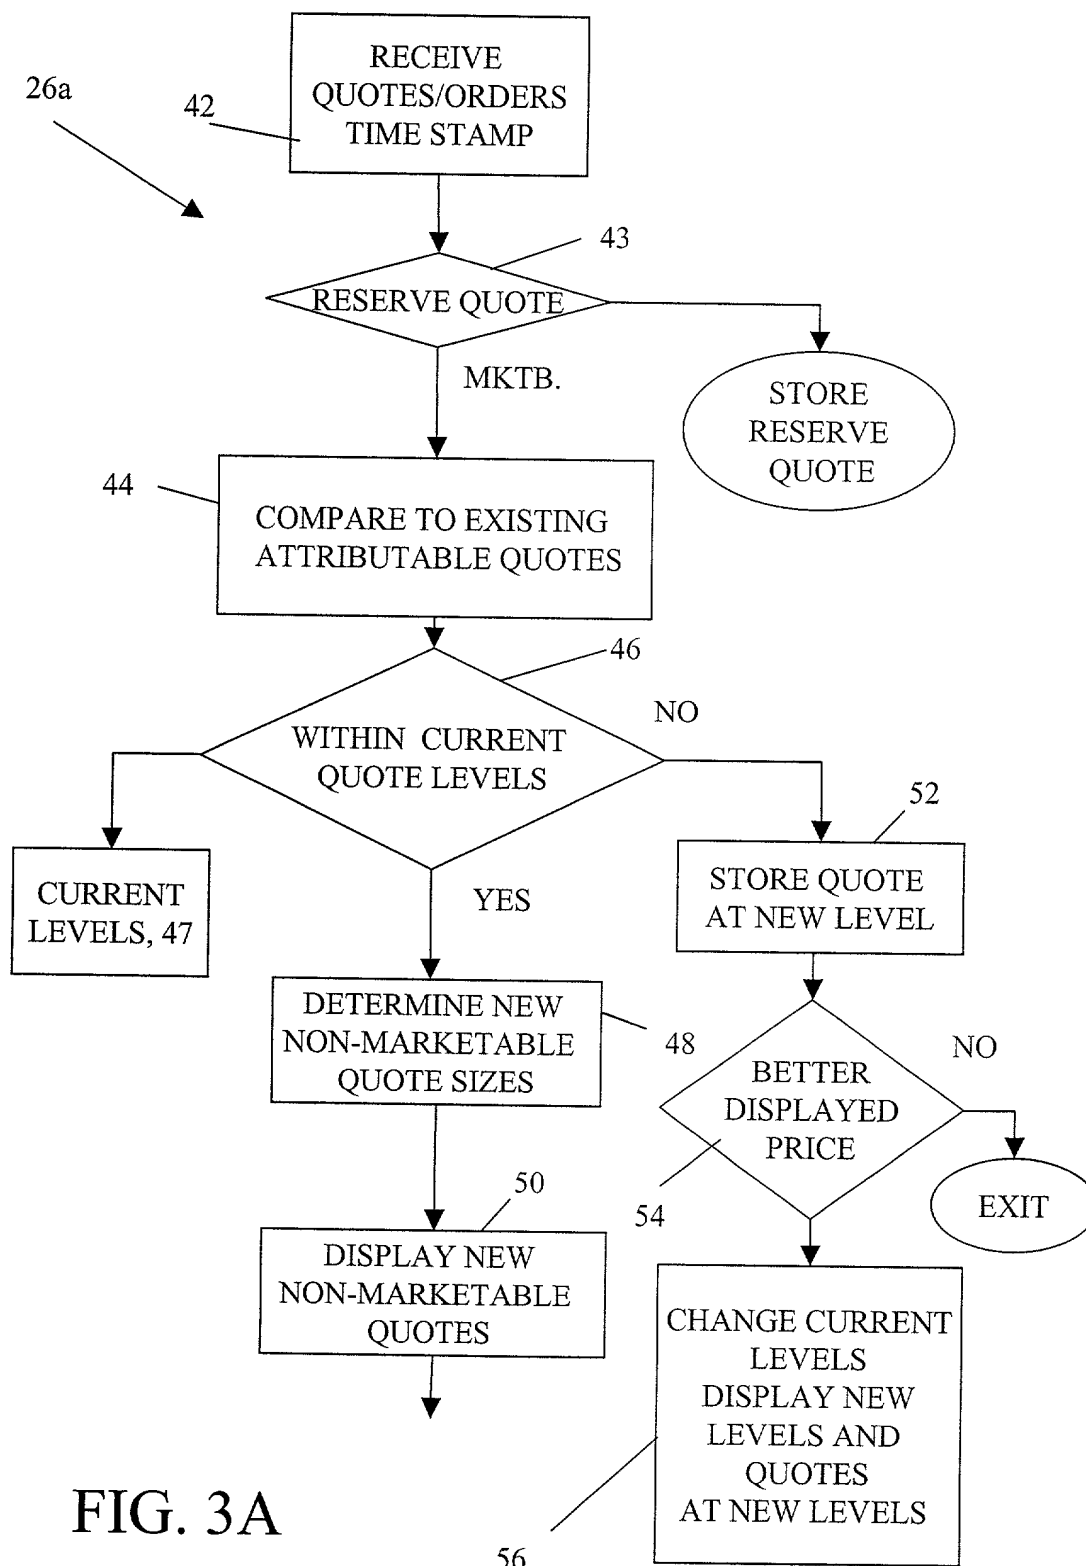 RECEIVE
QUOTES/ORDERS
TIME STAMP
26a
42
43
RESERVE QUOTE
MKTB.
STORE
RESERVE
QUOTE
44
COMPARE TO EXISTING
ATTRIBUTABLE QUOTES
46
NO
WITHIN CURRENT
QUOTE LEVELS
52
CURRENT
LEVELS, 47
YES
STORE QUOTE
AT NEW LEVEL
DETERMINE NEW
NON-MARKETABLE
QUOTE SIZES
48
NO
BETTER
DISPLAYED
PRICE
50
54
EXIT
DISPLAY NEW
NON-MARKETABLE
QUOTES
CHANGE CURRENT
LEVELS
DISPLAY NEW
LEVELS AND
QUOTES
AT NEW LEVELS
FIG. 3A
56